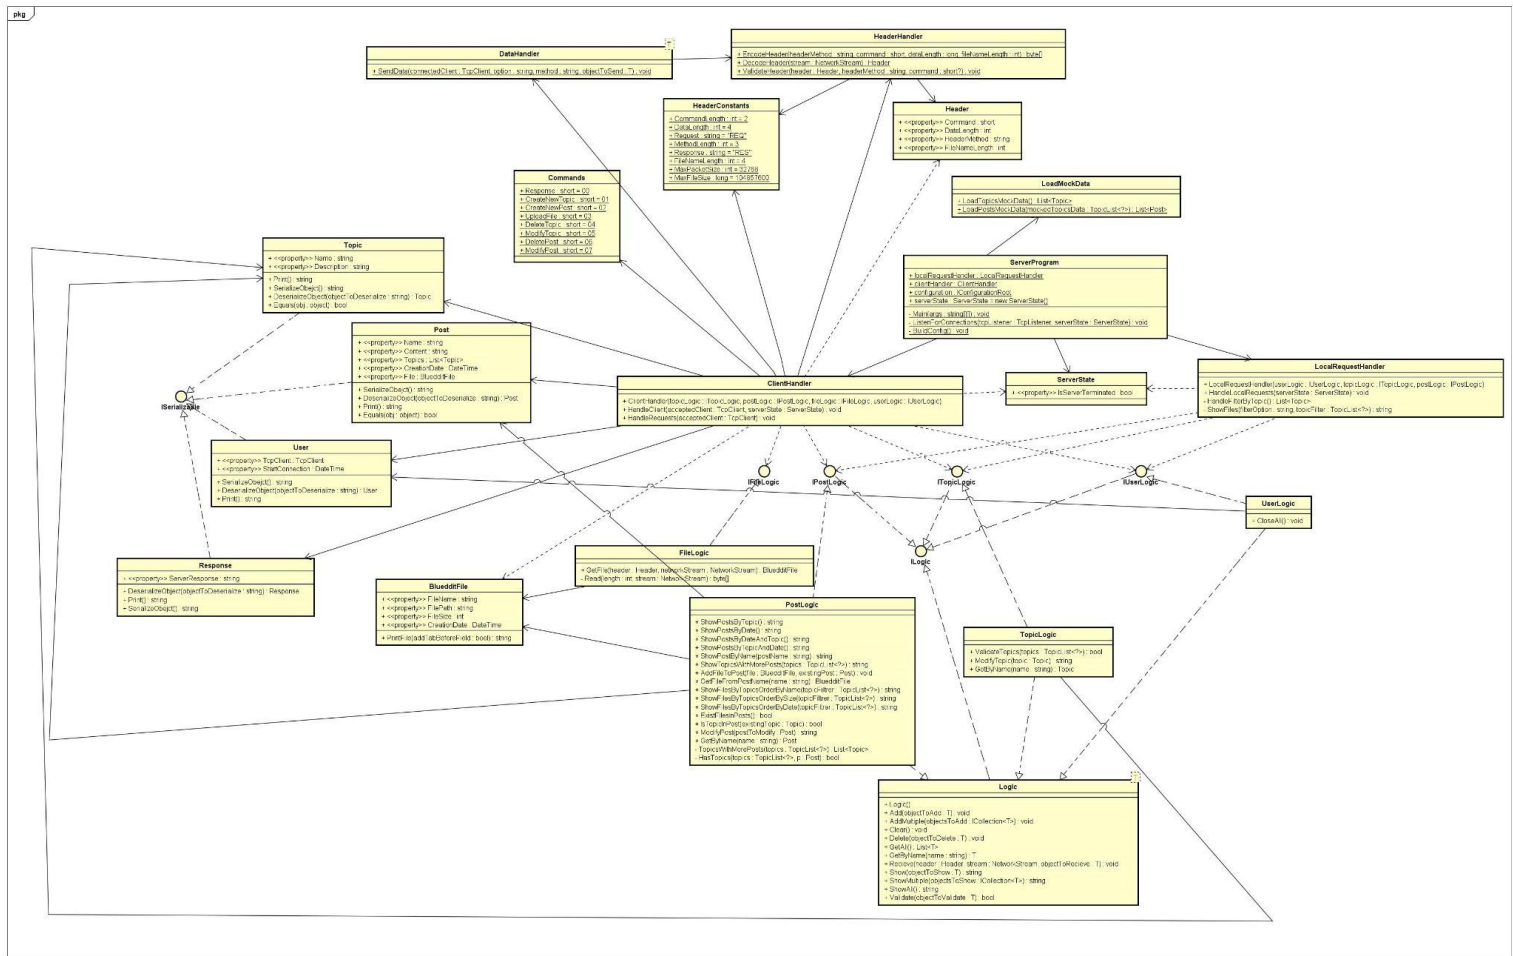 pkg
DataHandler
T
+ SendData(connectedClient : TcpClient, option : string, method : string, objectToSend : T) : void
HeaderHandler
+ EncodeHeader(headerMethod : string, command : short, dataLength : long, fileNameLength : int) : byte[]
+ DecodeHeader(stream : NetworkStream) : Header
+ ValidateHeader(header : Header, headerMethod : string, command : short?) : void
HeaderConstants
+ CommandLength : int = 2
+ DataLength : int = 4
+ Request : string = "REQ"
+ MethodLength : int = 3
+ Response : string = "RES"
+ FileNameLength : int = 4
+ MaxPacketSize : int = 32768
+ MaxFileSize : long = 104857600
Header
+ <<property>> Command : short
+ <<property>> DataLength : int
+ <<property>> HeaderMethod : string
+ <<property>> FileNameLength : int
Commands
+ Response : short = 00
+ CreateNewTopic : short = 01
+ CreateNewPost : short = 02
+ UploadFile : short = 03
+ DeleteTopic : short = 04
+ ModifyTopic : short = 05
+ DeletePost : short = 06
+ ModifyPost : short = 07
LoadMockData
+ LoadTopicsMockData() : List<Topic>
+ LoadPostsMockData(mockedTopicsData : TopicList<?>) : List<Post>
Topic
+ <<property>> Name : string
+ <<property>> Description : string
+ Print() : string
+ SerializeObejct() : string
+ DeserializeObject(objectToDeserialize : string) : Topic
+ Equals(obj : object) : bool
ServerProgram
+ localRequestHandler : LocalRequestHandler
+ clientHandler : ClientHandler
+ configuration : IConfigurationRoot
+ serverState : ServerState = new ServerState()
- Main(args : string[]) : void
- ListenForConnections(tcpListener : TcpListener, serverState : ServerState) : void
- BuildConfig() : void
Post
+ <<property>> Name : string
+ <<property>> Content : string
+ <<property>> Topics : List<Topic>
+ <<property>> CreationDate : DateTime
+ <<property>> File : BluedditFile
+ SerializeObejct() : string
+ DeserializeObject(objectToDeserialize : string) : Post
+ Print() : string
+ Equals(obj : object) : bool
ISerializable
ClientHandler
+ ClientHandler(topicLogic : ITopicLogic, postLogic : IPostLogic, fileLogic : IFileLogic, userLogic : IUserLogic)
+ HandleClient(acceptedClient : TcpClient, serverState : ServerState) : void
+ HandleRequests(acceptedClient : TcpClient) : void
ServerState
+ <<property>> IsServerTerminated : bool
LocalRequestHandler
+ LocalRequestHandler(userLogic : IUserLogic, topicLogic : ITopicLogic, postLogic : IPostLogic)
+ HandleLocalRequests(serverState : ServerState) : void
- HandleFilterByTopic() : List<Topic>
- ShowFiles(filterOption : string, topicFilter : TopicList<?>) : string
User
+ <<property>> TcpClient : TcpClient
+ <<property>> StartConnection : DateTime
+ SerializeObejct() : string
+ DeserializeObject(objectToDeserialize : string) : User
+ Print() : string
IFileLogic
IPostLogic
ITopicLogic
IUserLogic
UserLogic
+ CloseAll() : void
ILogic
Response
+ <<property>> ServerResponse : string
+ DeserializeObject(objectToDeserialize : string) : Response
+ Print() : string
+ SerializeObejct() : string
BluedditFile
+ <<property>> FileName : string
+ <<property>> FilePath : string
+ <<property>> FileSize : int
+ <<property>> CreationDate : DateTime
+ PrintFile(addTabBeforeField : bool) : string
FileLogic
+ GetFile(header : Header, networkStream : NetworkStream) : BluedditFile
- Read(length : int, stream : NetworkStream) : byte[]
PostLogic
+ ShowPostsByTopic() : string
+ ShowPostsByDate() : string
+ ShowPostsByDateAndTopic() : string
+ ShowPostsByTopicAndDate() : string
+ ShowPostByName(postName : string) : string
+ ShowTopicsWithMorePosts(topics : TopicList<?>) : string
+ AddFileToPost(file : BluedditFile, existingPost : Post) : void
+ GetFileFromPostName(name : string) : BluedditFile
+ ShowFilesByTopicsOrderByName(topicFilter : TopicList<?>) : string
+ ShowFilesByTopicsOrderBySize(topicFilter : TopicList<?>) : string
+ ShowFilesByTopicsOrderByDate(topicFilter : TopicList<?>) : string
+ ExistFilesInPosts() : bool
+ IsTopicInPost(existingTopic : Topic) : bool
+ ModifyPost(postToModify : Post) : string
+ GetByName(name : string) : Post
- TopicsWithMorePosts(topics : TopicList<?>) : List<Topic>
- HasTopics(topics : TopicList<?>, p : Post) : bool
TopicLogic
+ ValidateTopics(topics : TopicList<?>) : bool
+ ModifyTopic(topic : Topic) : string
+ GetByName(name : string) : Topic
Logic
T
+ Logic()
+ Add(objectToAdd : T) : void
+ AddMultiple(objectsToAdd : ICollection<T>) : void
+ Clear() : void
+ Delete(objectToDelete : T) : void
+ GetAll() : List<T>
+ GetByName(name : string) : T
+ Recieve(header : Header, stream : NetworkStream, objectToRecieve : T) : void
+ Show(objectToShow : T) : string
+ ShowMultiple(objectsToShow : ICollection<T>) : string
+ ShowAll() : string
+ Validate(objectToValidate : T) : bool